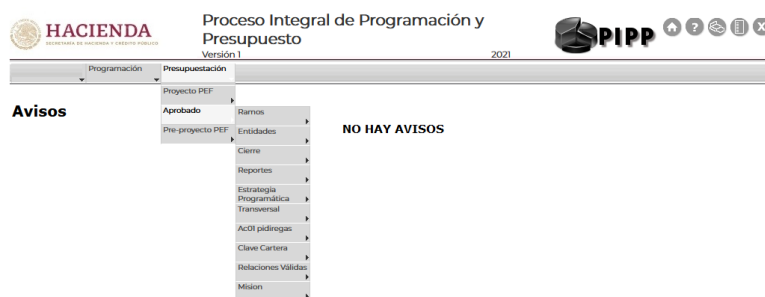 HACIENDA
SECRETARÍA DE HACIENDA Y CRÉDITO PÚBLICO
Proceso Integral de Programación y
Presupuesto
Versión 1
2021
PIPP
Programación
Presupuestación
Proyecto PEF
Avisos
Aprobado
Ramos
Pre-proyecto PEF
Entidades
NO HAY AVISOS
Cierre
Reportes
Estrategia
Programática
Transversal
Ac01 pidiregas
Clave Cartera
Relaciones Válidas
Mision